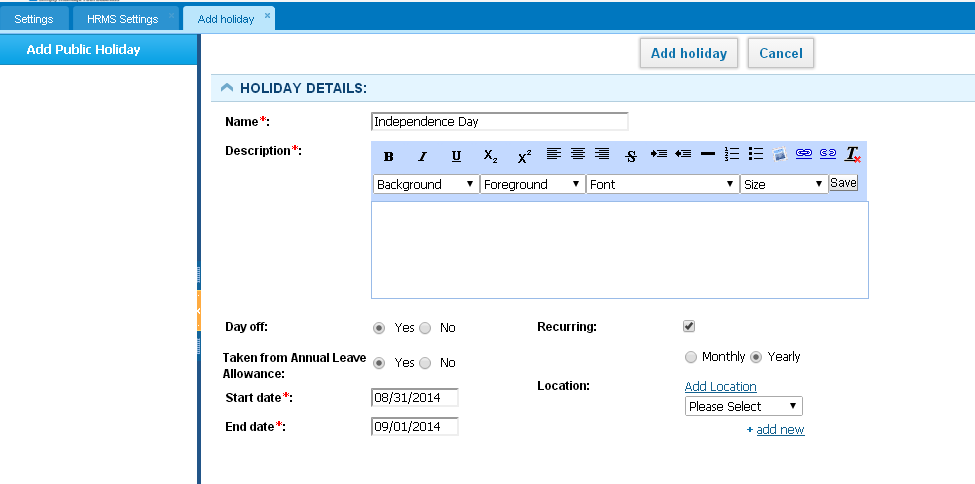 Settings
HRMS Settings
Add holiday
Add Public Holiday
Add holiday
Cancel
HOLIDAY DETAILS:
Name*:
Independence Day
Description*:
B I U X₂ X² S T
Background
Foreground
Font
Size
Save
Day off:
Yes
No
Recurring:
Taken from Annual Leave
Allowance:
Yes
No
Monthly
Yearly
Start date*:
08/31/2014
Location:
Add Location
Please Select
End date*:
09/01/2014
+ add new